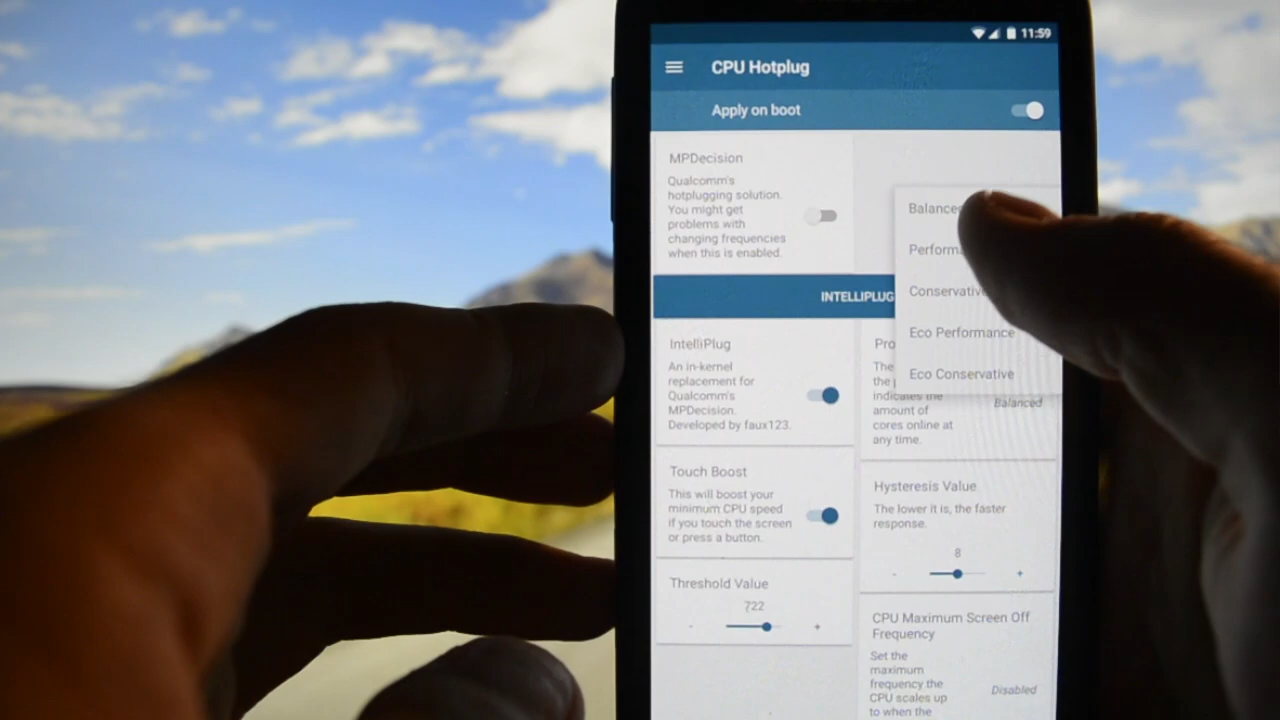 11:59
CPU Hotplug
Apply on boot
MPDecision
Qualcomm's
hotplugging solution.
You might get
problems with
changing frequencies
when this is enabled.
Balanced
Conservative
Eco Performance
Eco Conservative
INTELLIPLUG
IntelliPlug
An in-kernel
replacement for
Qualcomm's
MPDecision.
Developed by faux123.
Touch Boost
This will boost your
minimum CPU speed
if you touch the screen
or press a button.
Threshold Value
722
-
+
Pro
The
the
indicates the
amount of
cores online at
any time.
Balanced
Hysteresis Value
The lower it is, the faster
response.
8
-
+
CPU Maximum Screen Off
Frequency
Set the
maximum
frequency the
CPU scales up
to when the
Disabled